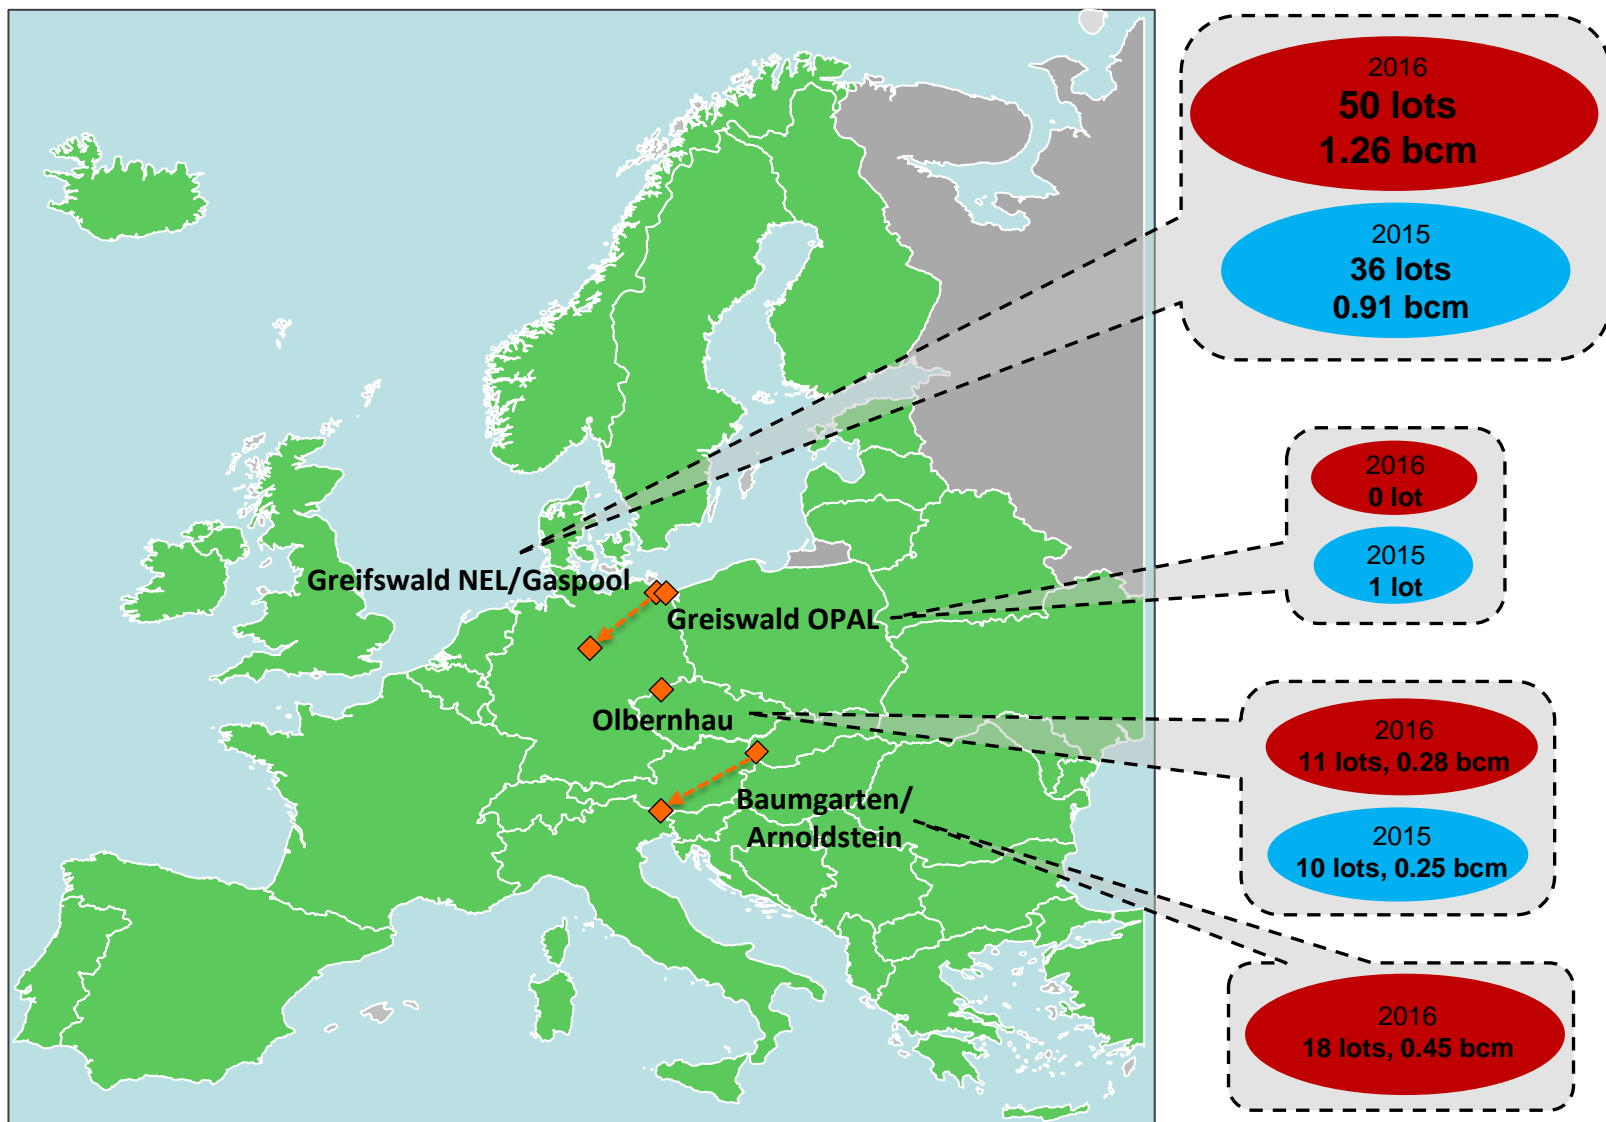 2016
50 lots
1.26 bcm
2015
36 lots
0.91 bcm
2016
0 lot
2015
1 lot
Greifswald NEL/Gaspool
Greiswald OPAL
Olbernhau
2016
11 lots, 0.28 bcm
2015
10 lots, 0.25 bcm
Baumgarten/
Arnoldstein
2016
18 lots, 0.45 bcm